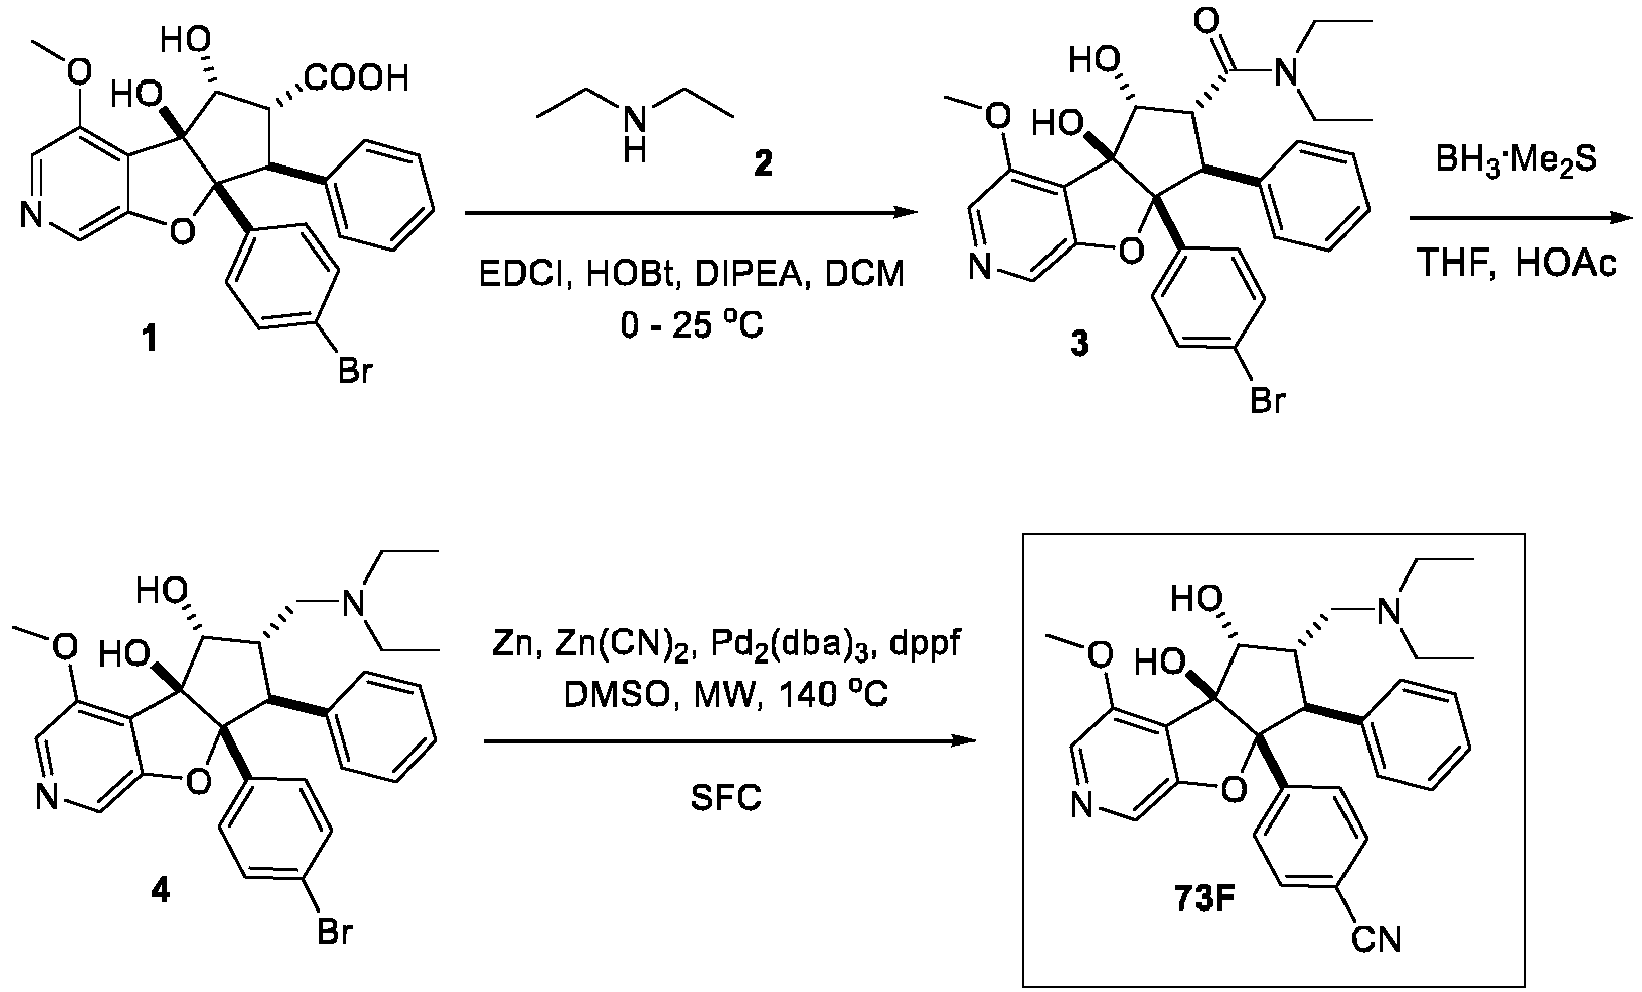 HO
O
HO
COOH
N
O
Br
1
N
H
2
EDCI, HOBt, DIPEA, DCM
0 - 25 °C
O
HO
N
O
HO
N
O
Br
3
BH₃·Me₂S
THF, HOAc
HO
N
O
HO
N
O
Br
4
Zn, Zn(CN)₂, Pd₂(dba)₃, dppf
DMSO, MW, 140 °C
SFC
HO
N
O
HO
N
O
CN
73F